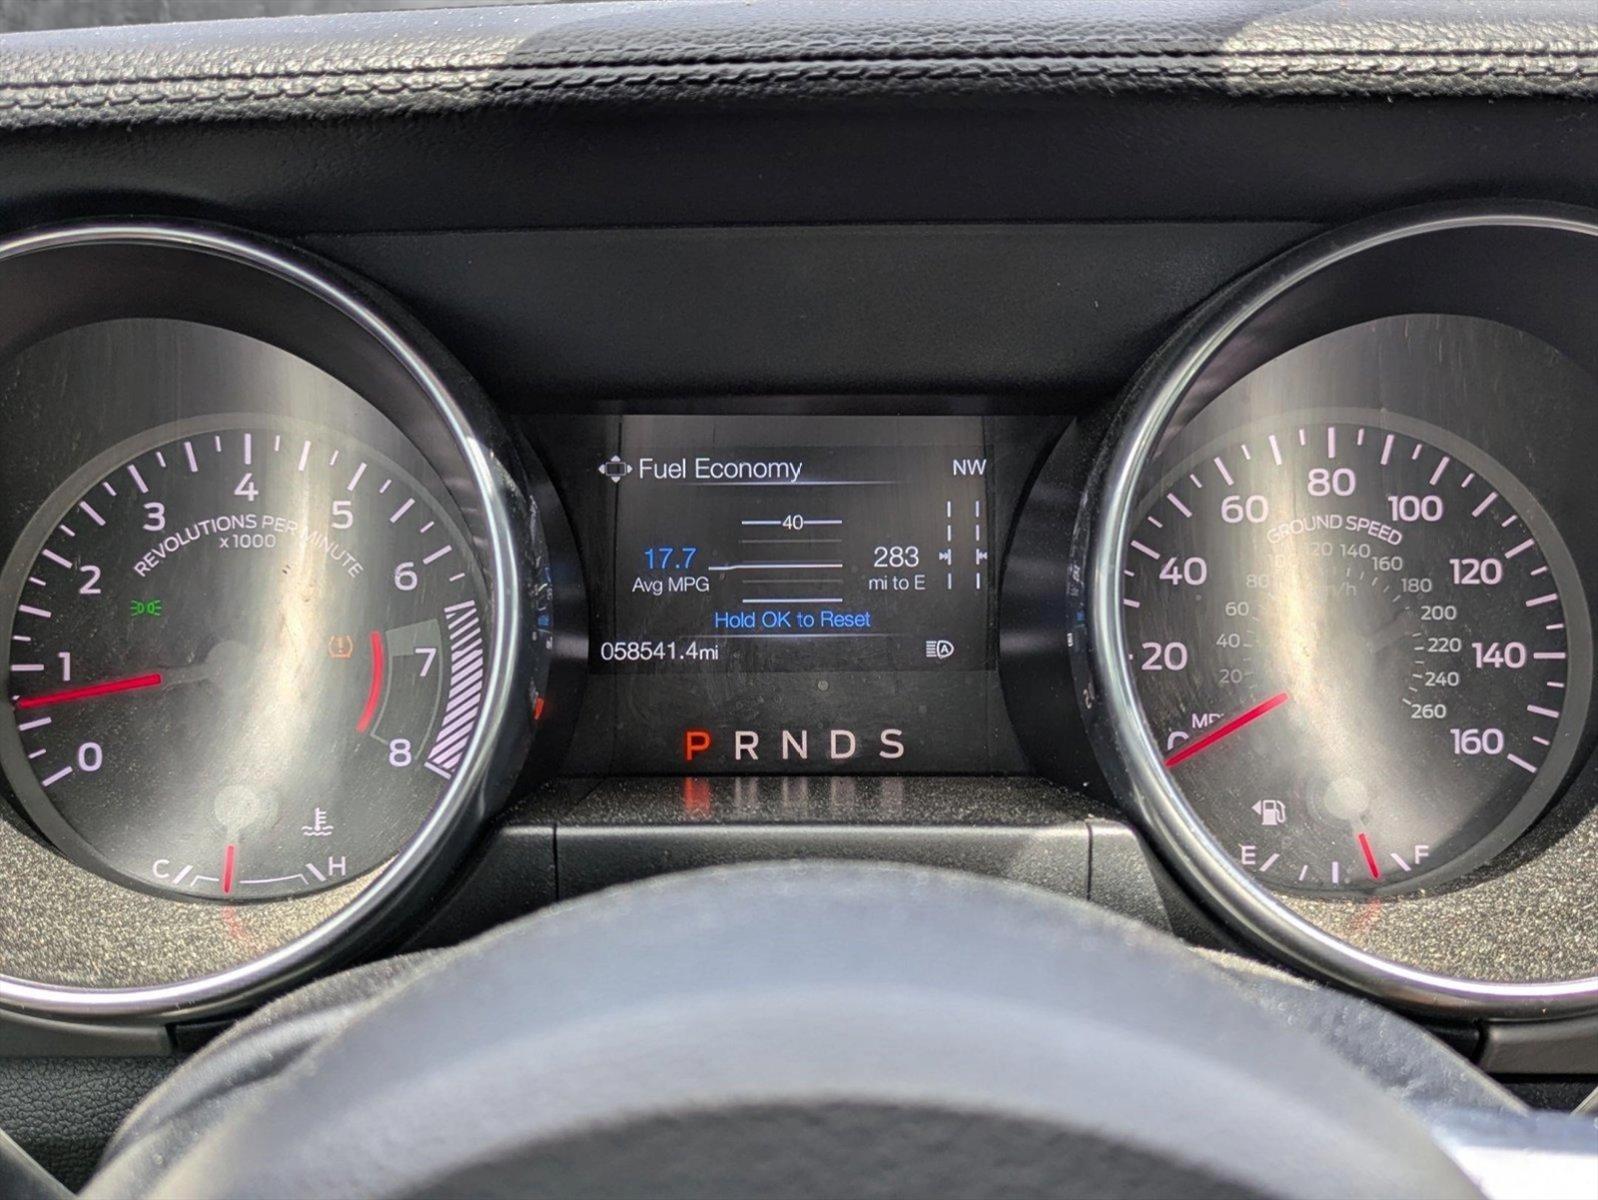 Fuel Economy NW
40
17.7 283
Avg MPG mi to E
Hold OK to Reset
058541.4mi
P R N D S
REVOLUTIONS PER MINUTE
x1000
0 1 2 3 4 5 6 7 8
C H
GROUND SPEED
0 20 40 60 80 100 120 140 160
20 40 60 80 120 140 160 180 200 220 240 260
E F